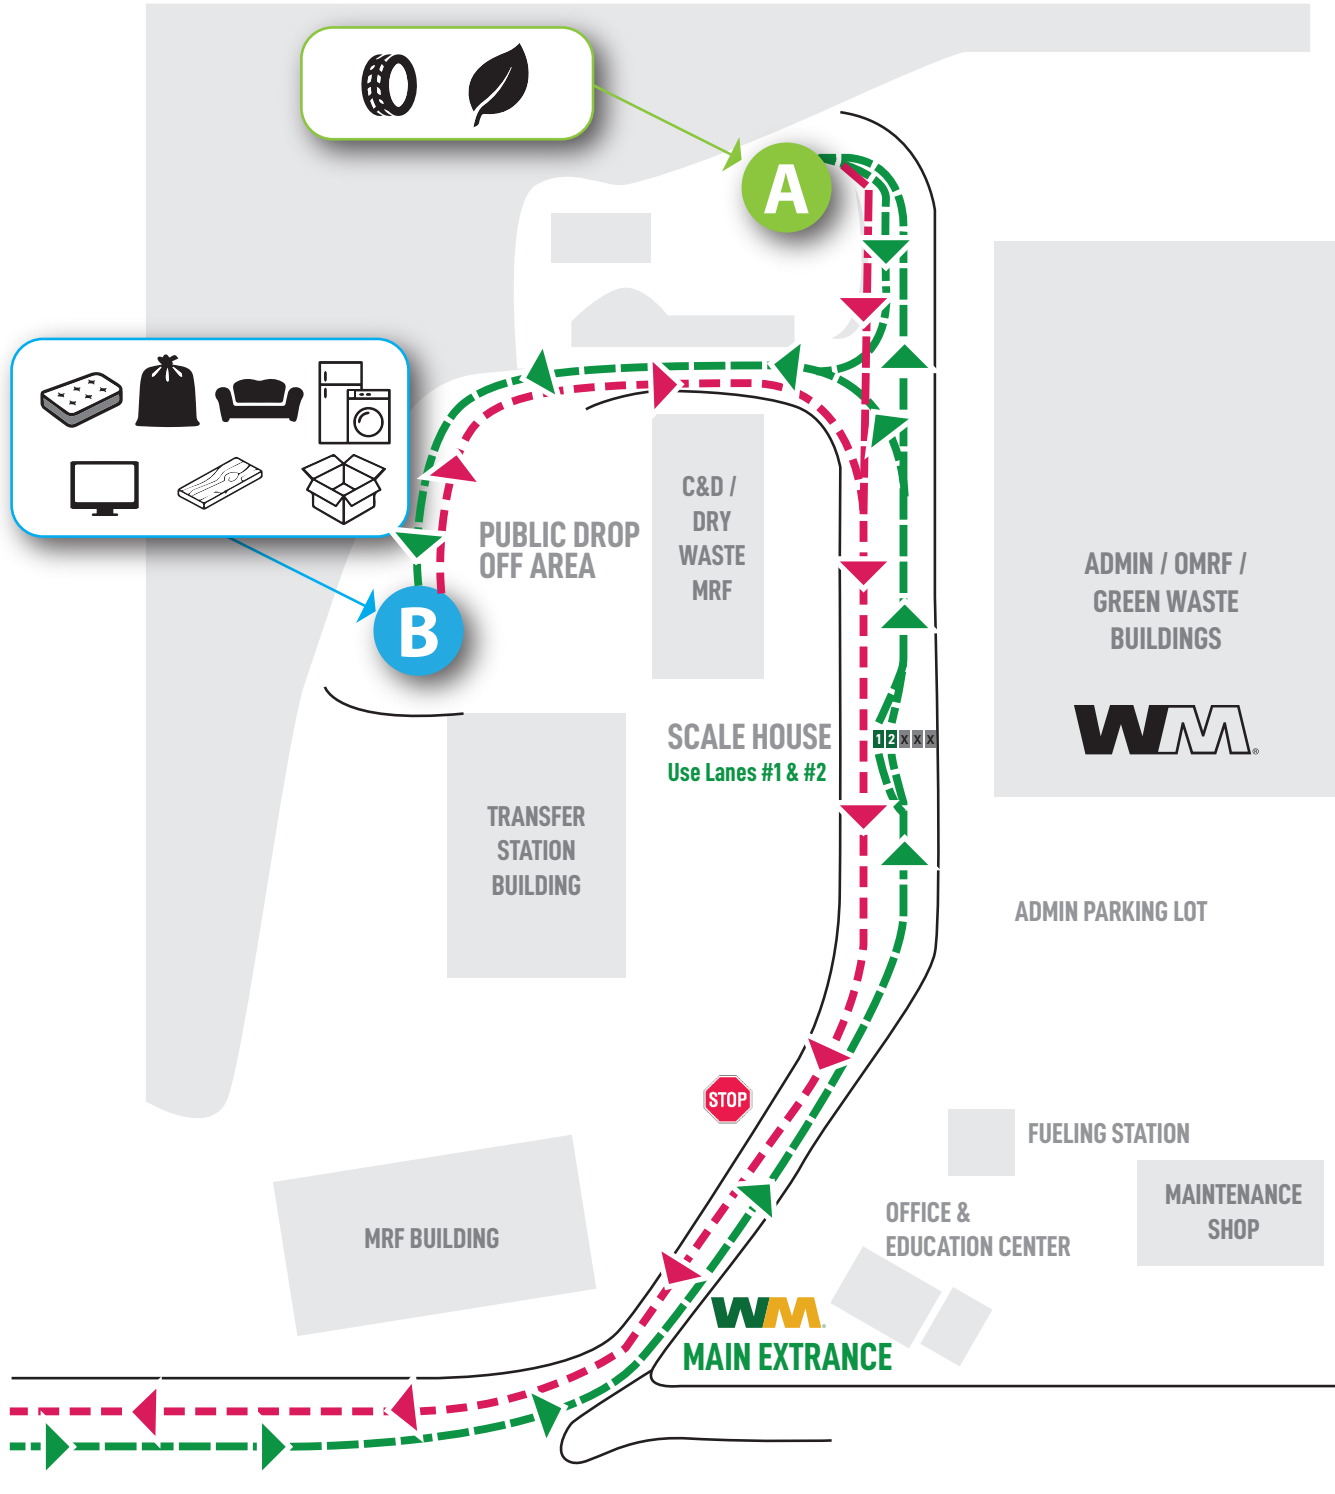 A
B
PUBLIC DROP
OFF AREA
C&D /
DRY
WASTE
MRF
ADMIN / OMRF /
GREEN WASTE
BUILDINGS
WM®
SCALE HOUSE
Use Lanes #1 & #2
1 2 X X X
TRANSFER
STATION
BUILDING
ADMIN PARKING LOT
STOP
FUELING STATION
MAINTENANCE
SHOP
OFFICE &
EDUCATION CENTER
MRF BUILDING
WM®
MAIN EXTRANCE